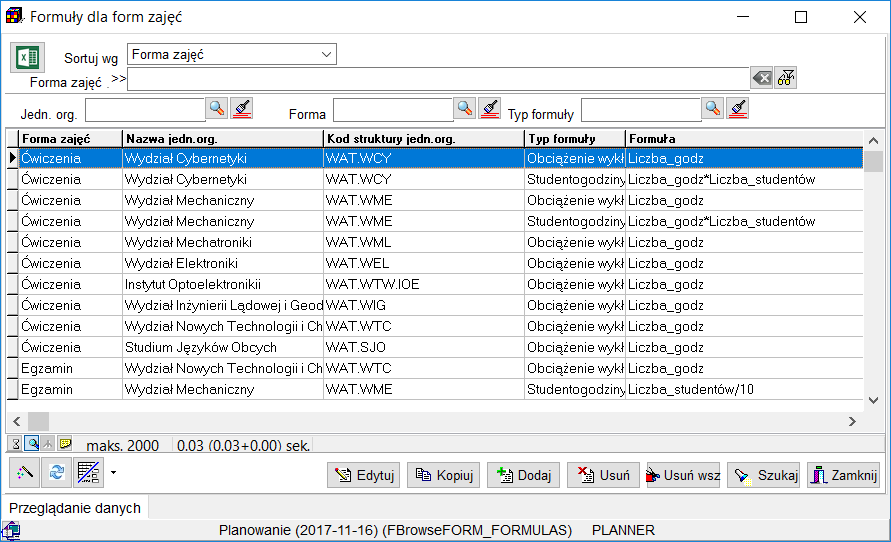 Formuły dla form zajęć
Sortuj wg Forma zajęć
Forma zajęć . >>
Jedn. org. Forma Typ formuły
Forma zajęć Nazwa jedn.org. Kod struktury jedn.org. Typ formuły Formuła
Ćwiczenia Wydział Cybernetyki WAT.WCY Obciążenie wykł Liczba_godz
Ćwiczenia Wydział Cybernetyki WAT.WCY Studentogodziny Liczba_godz*Liczba_studentów
Ćwiczenia Wydział Mechaniczny WAT.WME Obciążenie wykł Liczba_godz
Ćwiczenia Wydział Mechaniczny WAT.WME Studentogodziny Liczba_godz*Liczba_studentów
Ćwiczenia Wydział Mechatroniki WAT.WML Obciążenie wykł Liczba_godz
Ćwiczenia Wydział Elektroniki WAT.WEL Obciążenie wykł Liczba_godz
Ćwiczenia Instytut Optoelektronikii WAT.WTW.IOE Obciążenie wykł Liczba_godz
Ćwiczenia Wydział Inżynierii Lądowej i Geod WAT.WIG Obciążenie wykł Liczba_godz
Ćwiczenia Wydział Nowych Technologii i Ch WAT.WTC Obciążenie wykł Liczba_godz
Ćwiczenia Studium Języków Obcych WAT.SJO Obciążenie wykł Liczba_godz
Egzamin Wydział Nowych Technologii i Ch WAT.WTC Obciążenie wykł Liczba_godz
Egzamin Wydział Mechaniczny WAT.WME Studentogodziny Liczba_studentów/10
maks. 2000 0.03 (0.03+0.00) sek.
Edytuj Kopiuj Dodaj Usuń Usuń wsz Szukaj Zamknij
Przeglądanie danych
Planowanie (2017-11-16) (FBrowseFORM_FORMULAS) PLANNER